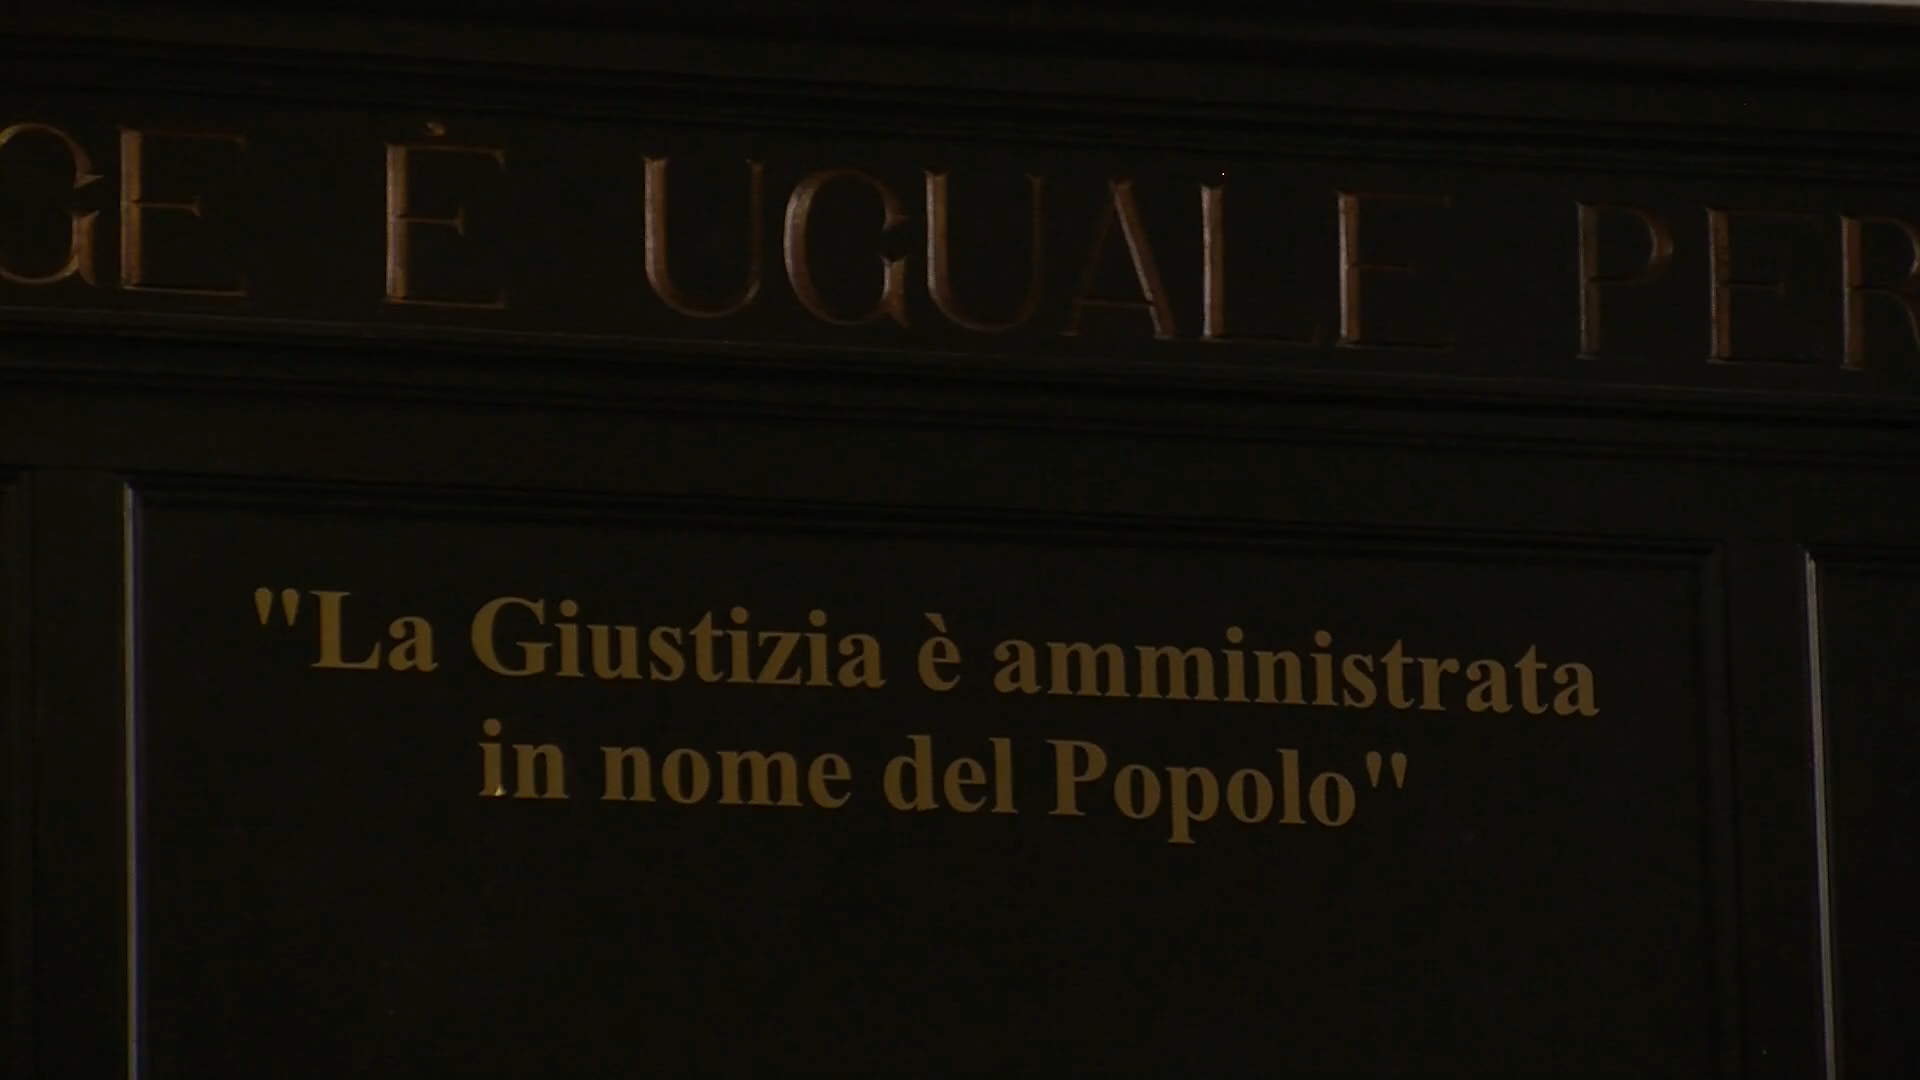 GE È UGUALE PER
"La Giustizia è amministrata
in nome del Popolo"